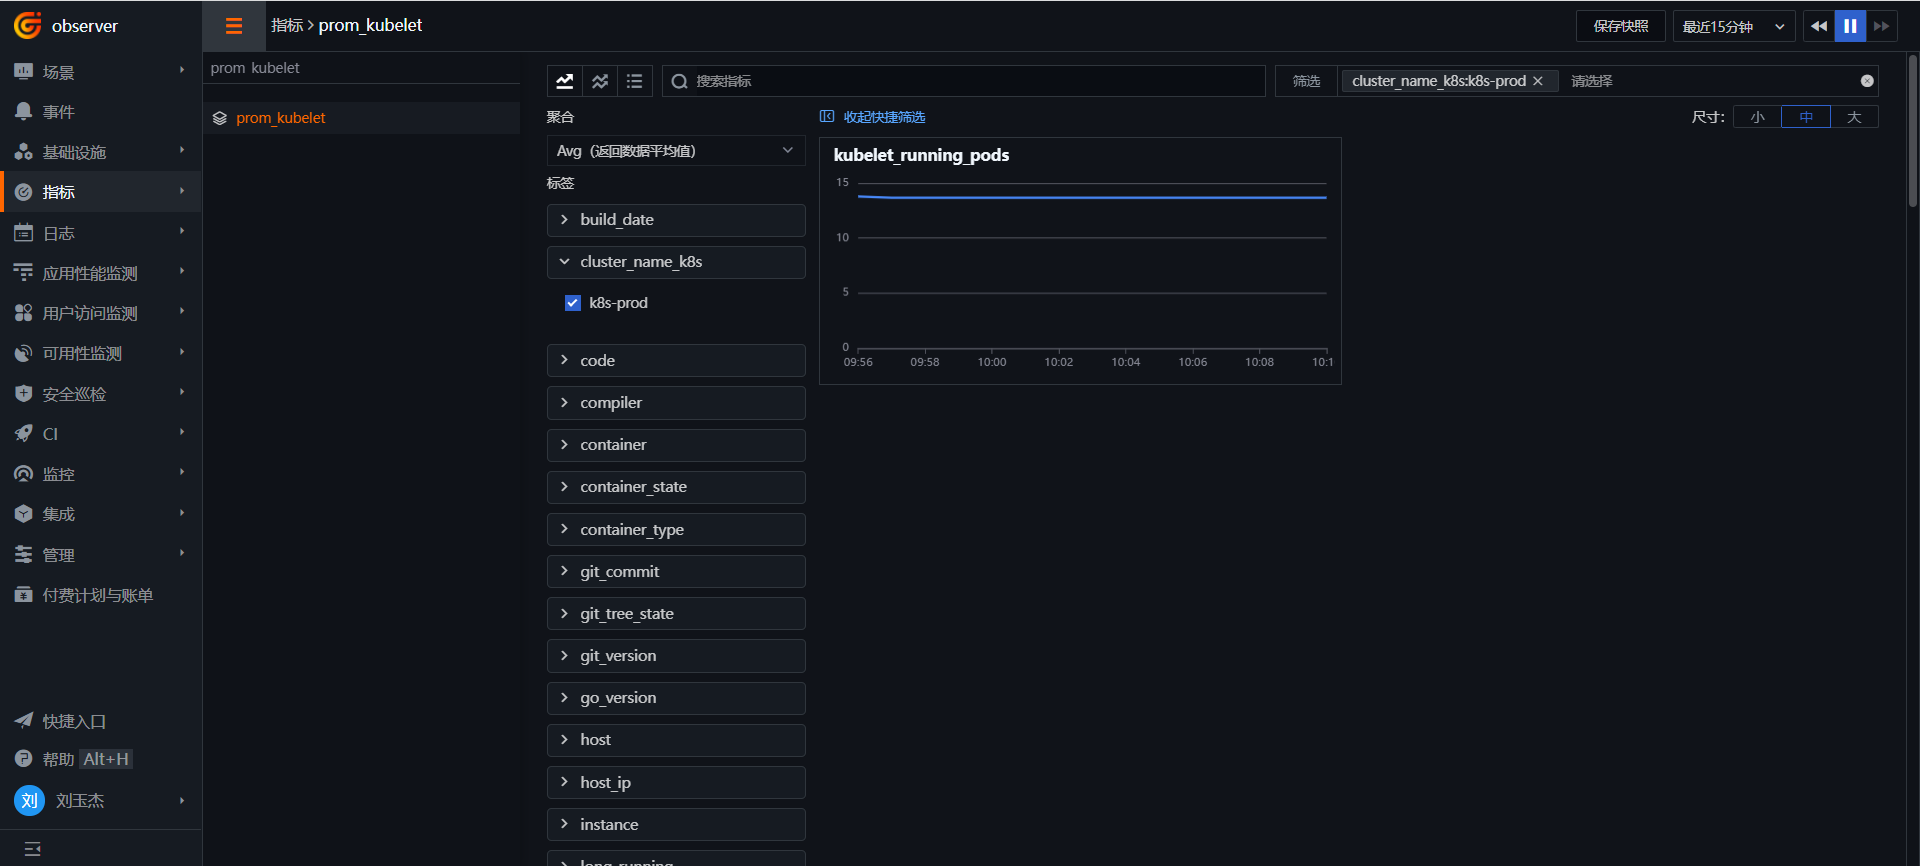 observer
指标 > prom_kubelet
保存快照
最近15分钟
场景
事件
基础设施
指标
日志
应用性能监测
用户访问监测
可用性监测
安全巡检
CI
监控
集成
管理
付费计划与账单
快捷入口
帮助 Alt+H
刘 刘玉杰
prom_kubelet
prom_kubelet
搜索指标
筛选 cluster_name_k8s:k8s-prod 请选择
聚合
收起快捷筛选
尺寸: 小 中 大
Avg (返回数据平均值)
标签
build_date
cluster_name_k8s
k8s-prod
code
compiler
container
container_state
container_type
git_commit
git_tree_state
git_version
go_version
host
host_ip
instance
long_running
kubelet_running_pods
15
10
5
0
09:56 09:58 10:00 10:02 10:04 10:06 10:08 10:1